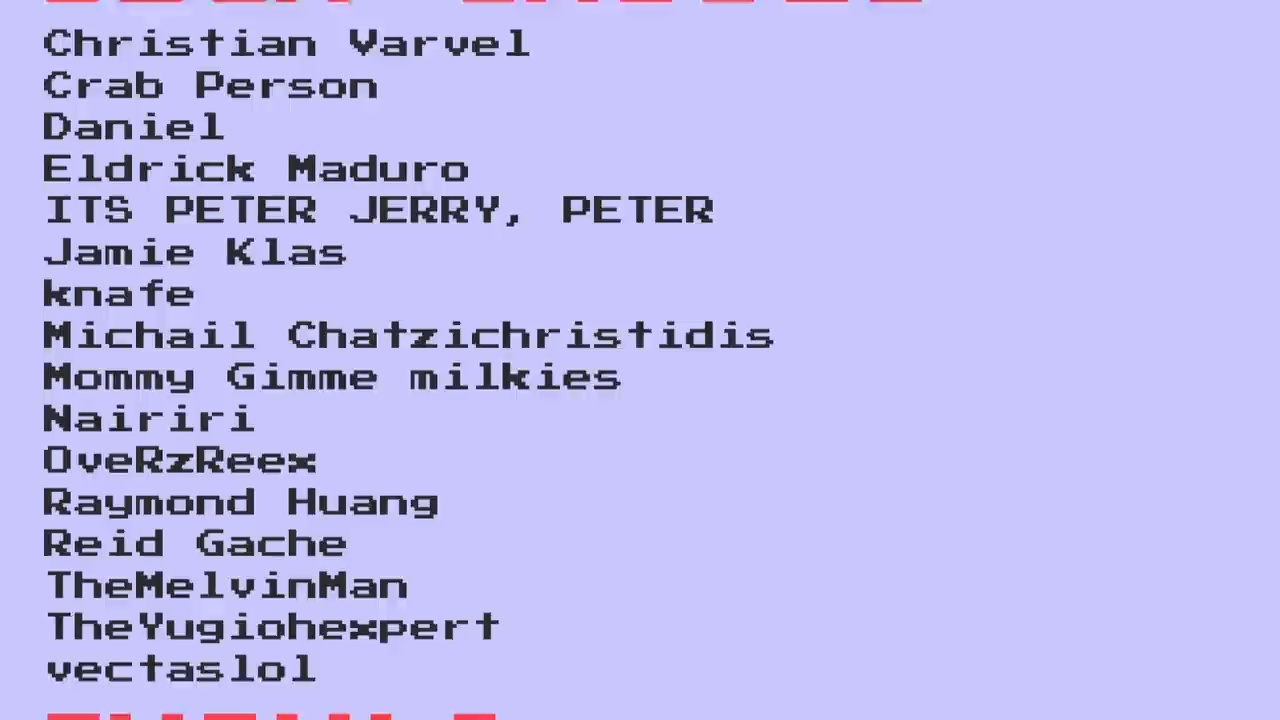 Christian Varvel
Crab Person
Daniel
Eldrick Maduro
ITS PETER JERRY, PETER
Jamie Klas
knafe
Michail Chatzichristidis
Mommy Gimme milkies
Nairiri
OveRzReex
Raymond Huang
Reid Gache
TheMelvinMan
TheYugiohexpert
vectaslol